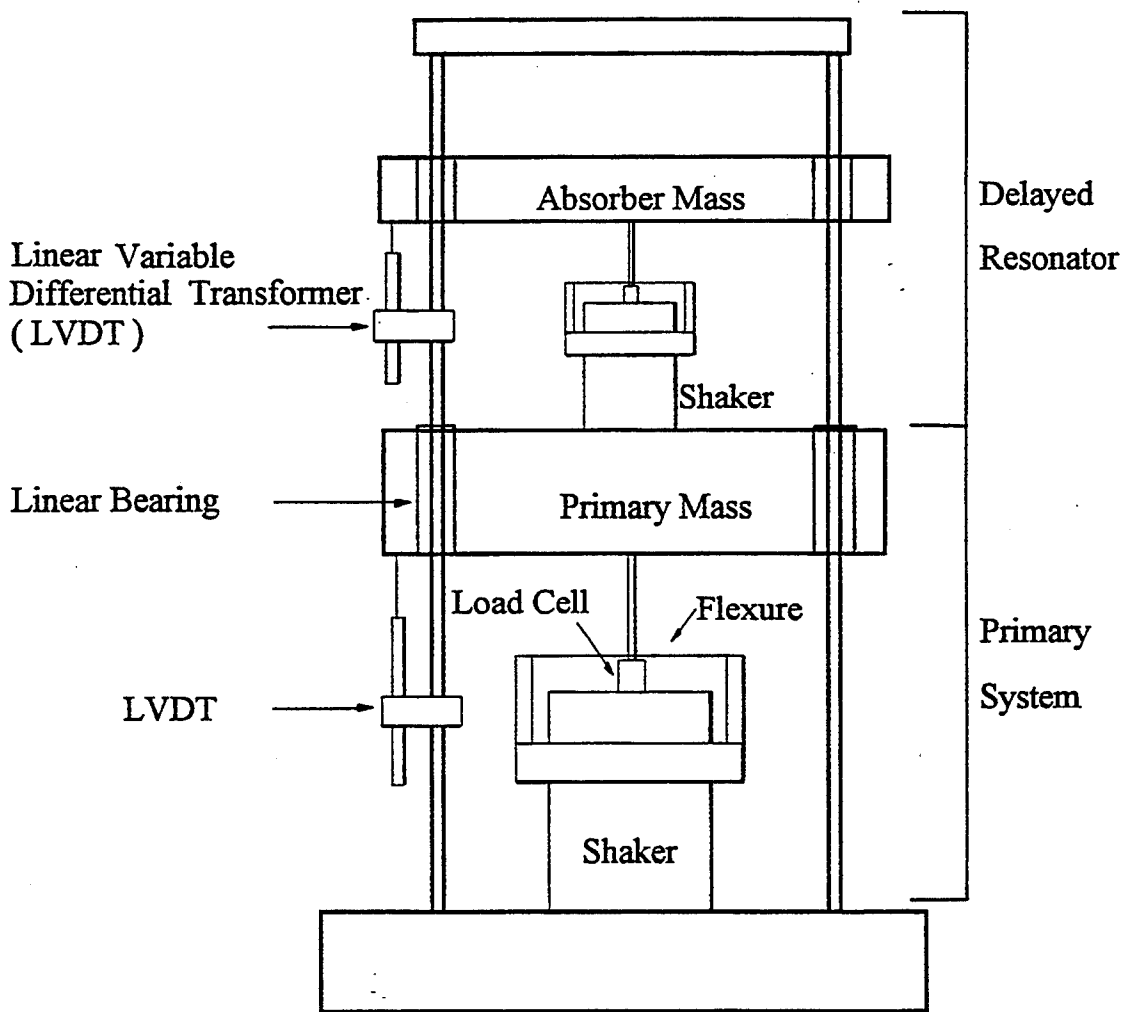 Absorber Mass
Delayed
Resonator
Linear Variable
Differential Transformer
( LVDT )
Shaker
Linear Bearing
Primary Mass
Load Cell
Flexure
Primary
System
LVDT
Shaker